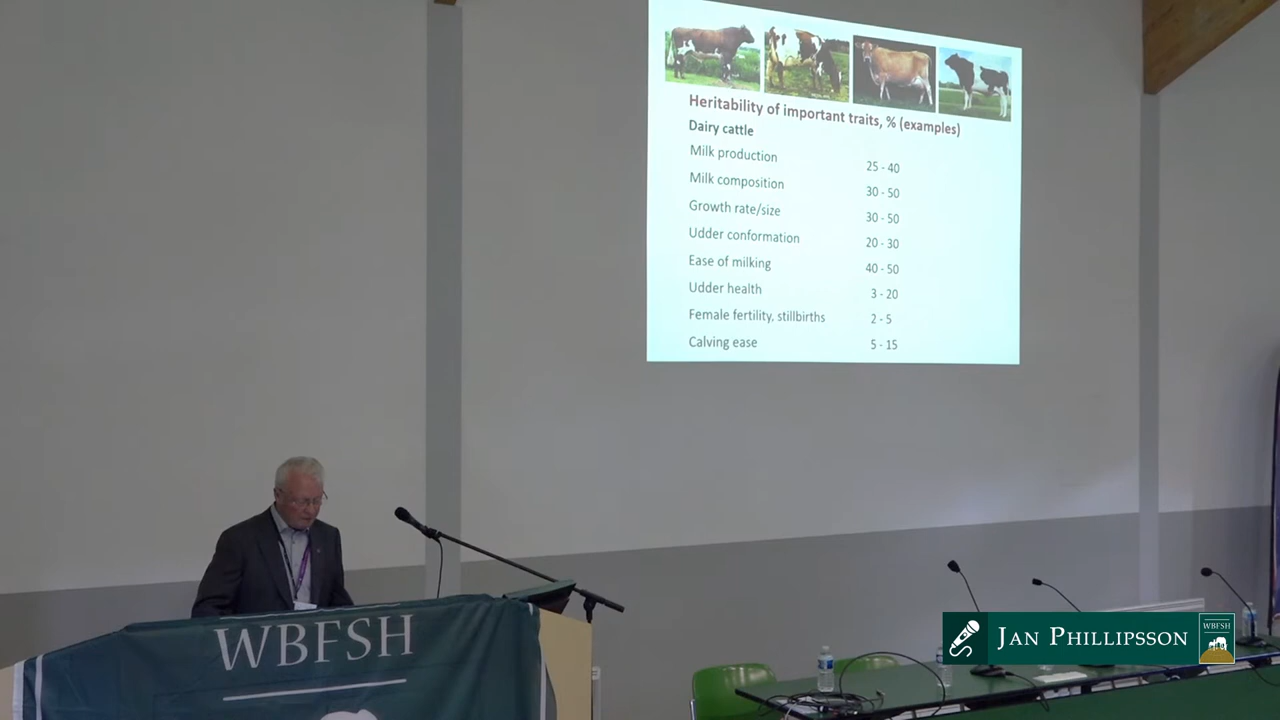 Heritability of important traits, % (examples)
Dairy cattle
Milk production 25 - 40
Milk composition 30 - 50
Growth rate/size 30 - 50
Udder conformation 20 - 30
Ease of milking 40 - 50
Udder health 3 - 20
Female fertility, stillbirths 2 - 5
Calving ease 5 - 15
WBFSH
JAN PHILLIPSSON
WBFSH